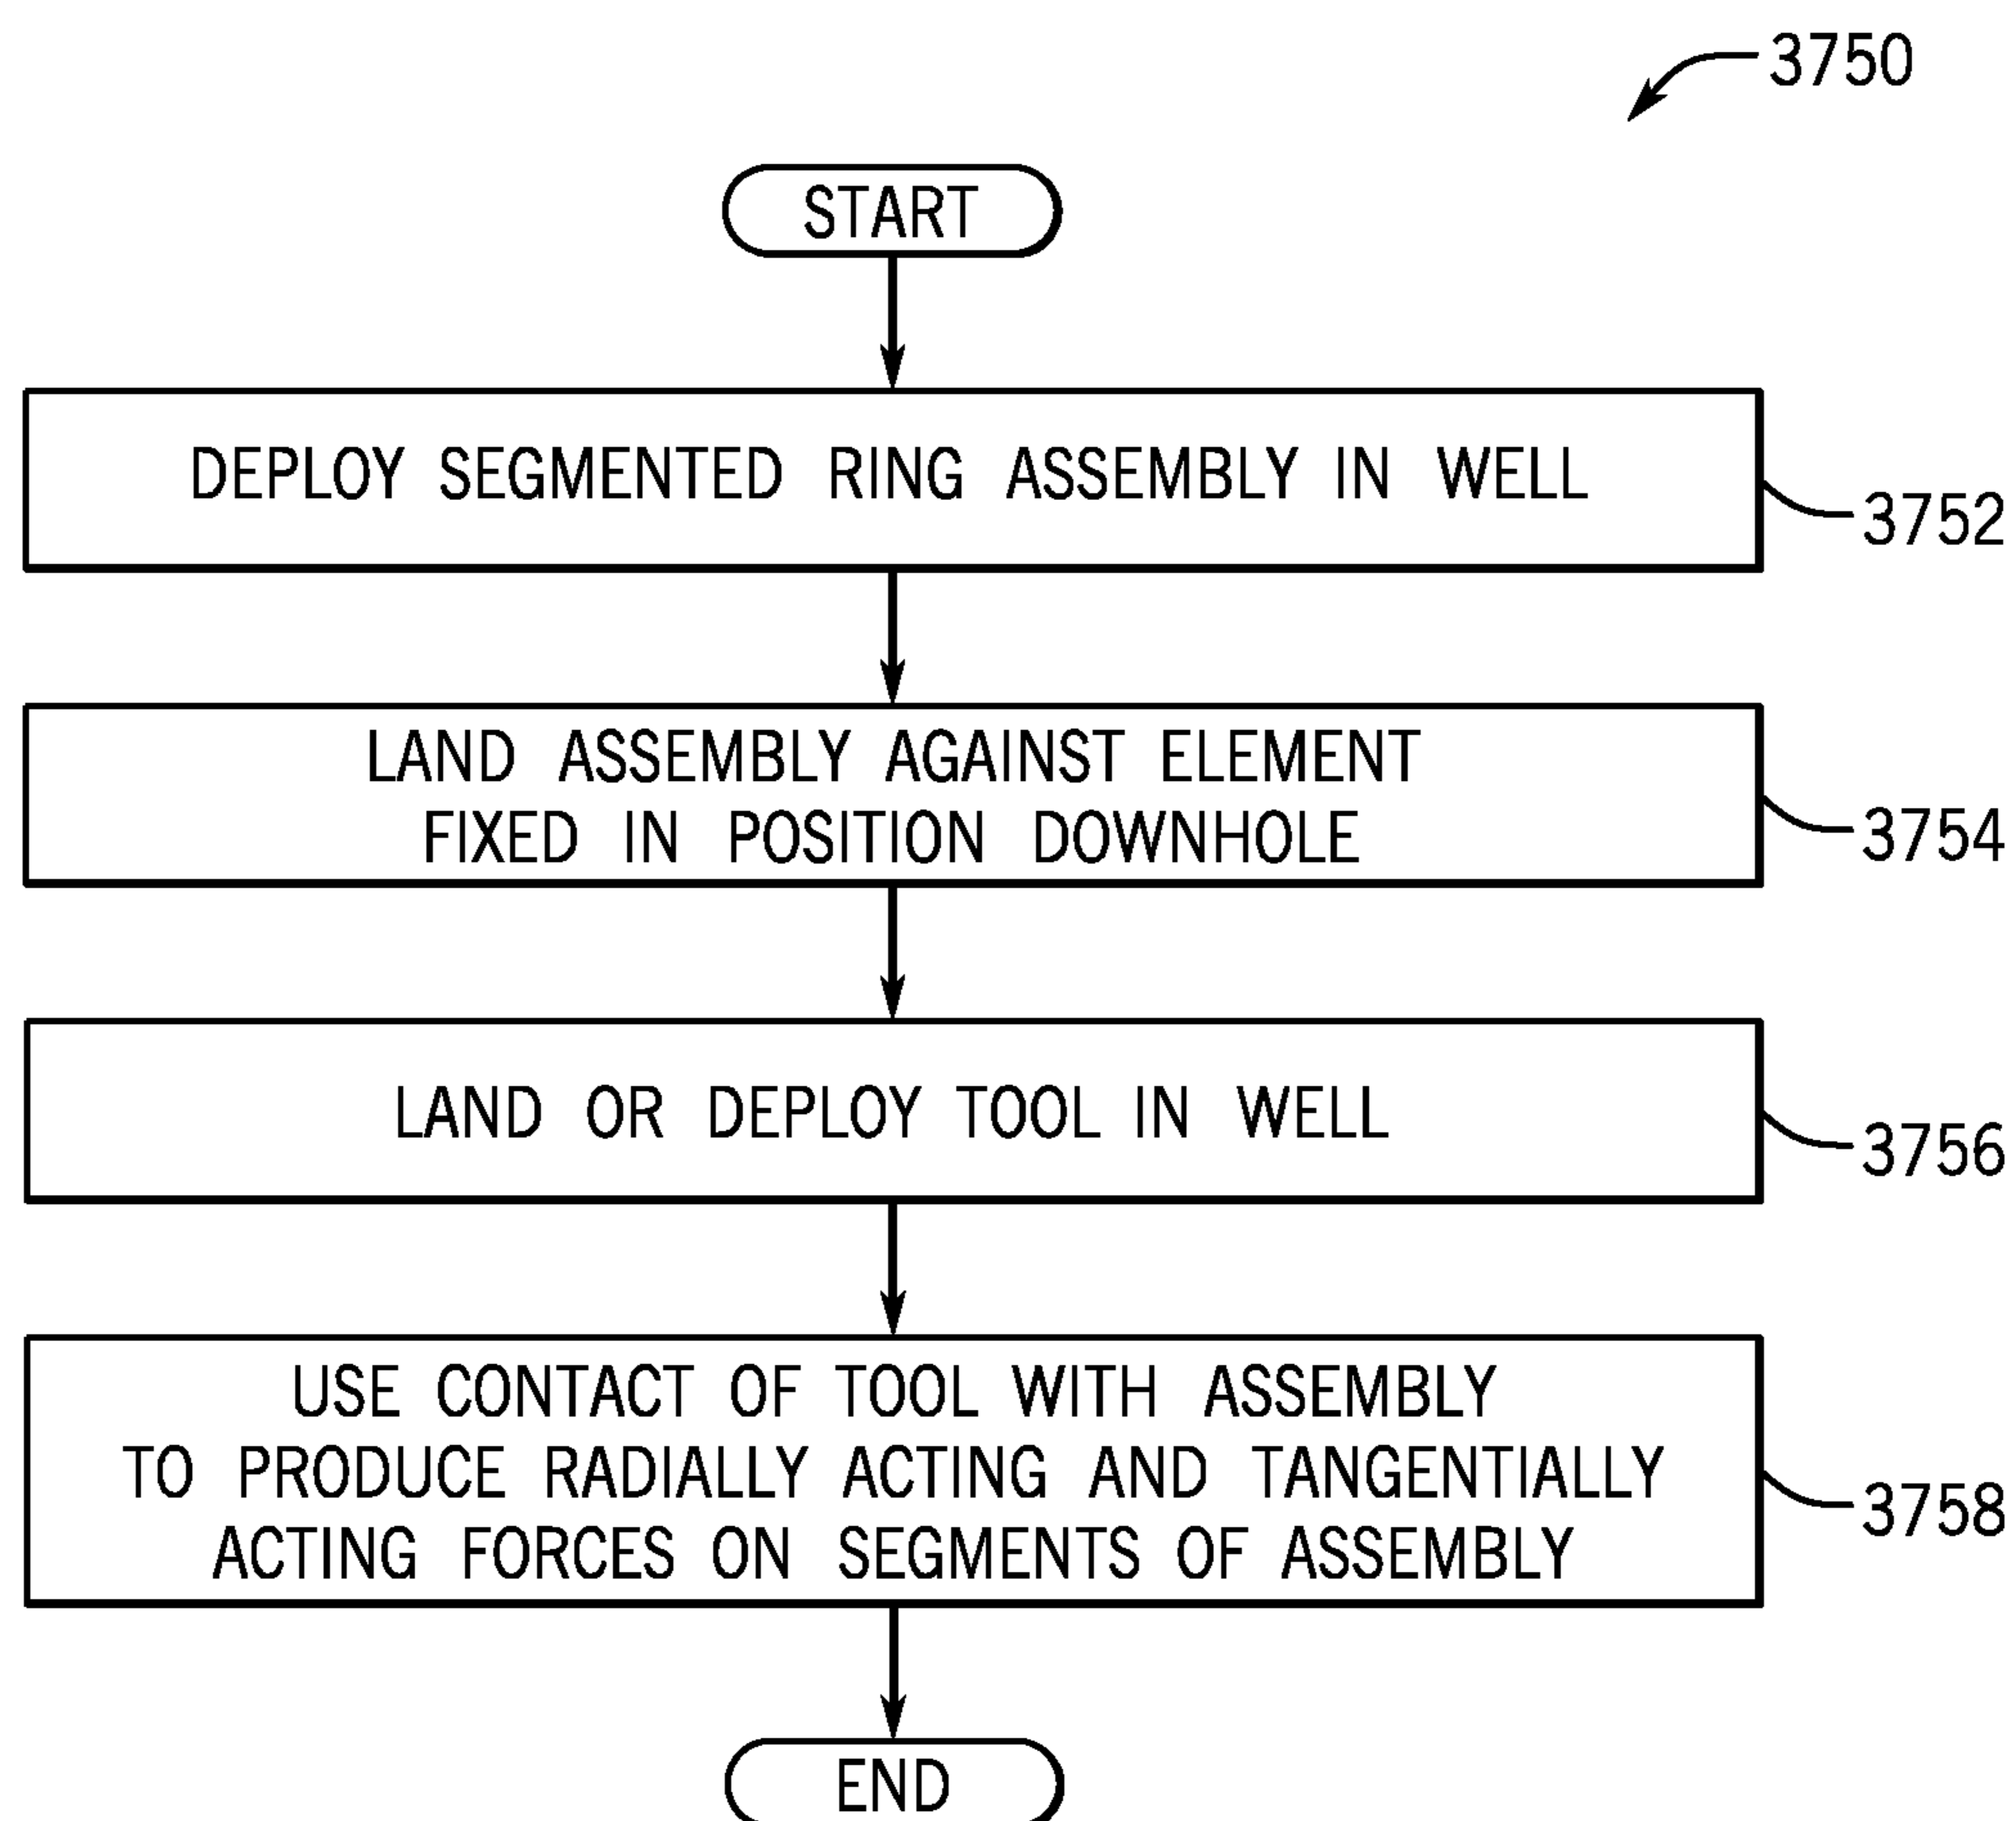 3750
START
DEPLOY SEGMENTED RING ASSEMBLY IN WELL
3752
LAND ASSEMBLY AGAINST ELEMENT
FIXED IN POSITION DOWNHOLE
3754
LAND OR DEPLOY TOOL IN WELL
3756
USE CONTACT OF TOOL WITH ASSEMBLY
TO PRODUCE RADIALLY ACTING AND TANGENTIALLY
ACTING FORCES ON SEGMENTS OF ASSEMBLY
3758
END